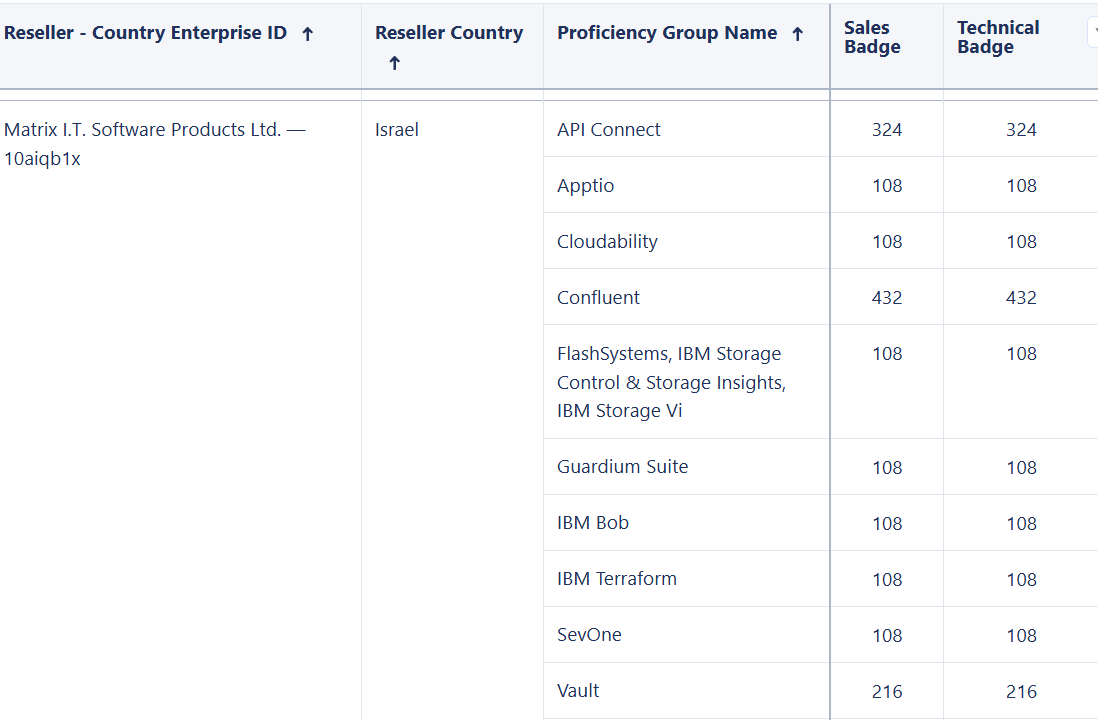 Reseller - Country Enterprise ID ↑
Reseller Country ↑
Proficiency Group Name ↑
Sales Badge
Technical Badge
Matrix I.T. Software Products Ltd. —
10aiqb1x
Israel
API Connect 324 324
Apptio 108 108
Cloudability 108 108
Confluent 432 432
FlashSystems, IBM Storage 108 108
Control & Storage Insights,
IBM Storage Vi
Guardium Suite 108 108
IBM Bob 108 108
IBM Terraform 108 108
SevOne 108 108
Vault 216 216